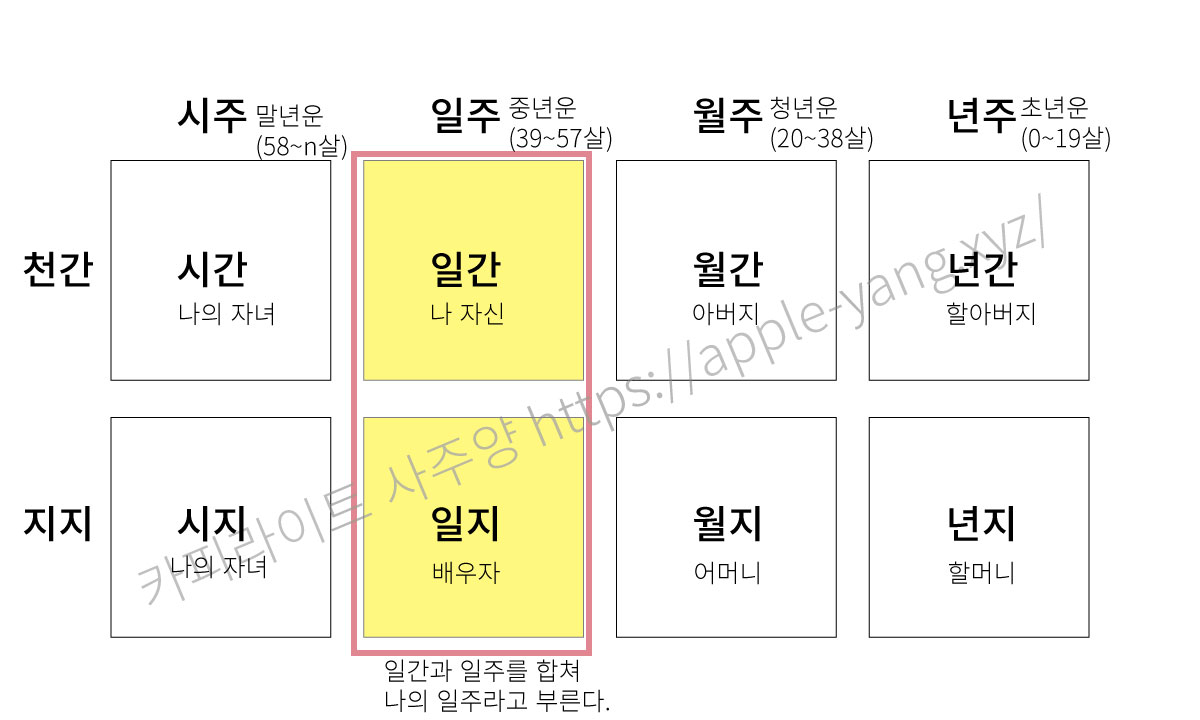 시주 말년운
(58~n살)
일주 중년운
(39~57살)
월주 청년운
(20~38살)
년주 초년운
(0~19살)
천간
시간
나의 자녀
일간
나 자신
월간
아버지
년간
할아버지
지지
시지
나의 자녀
일지
배우자
월지
어머니
년지
할머니
일간과 일주를 합쳐
나의 일주라고 부른다.
카피라이트 사주양 https://apple-yang.xyz/